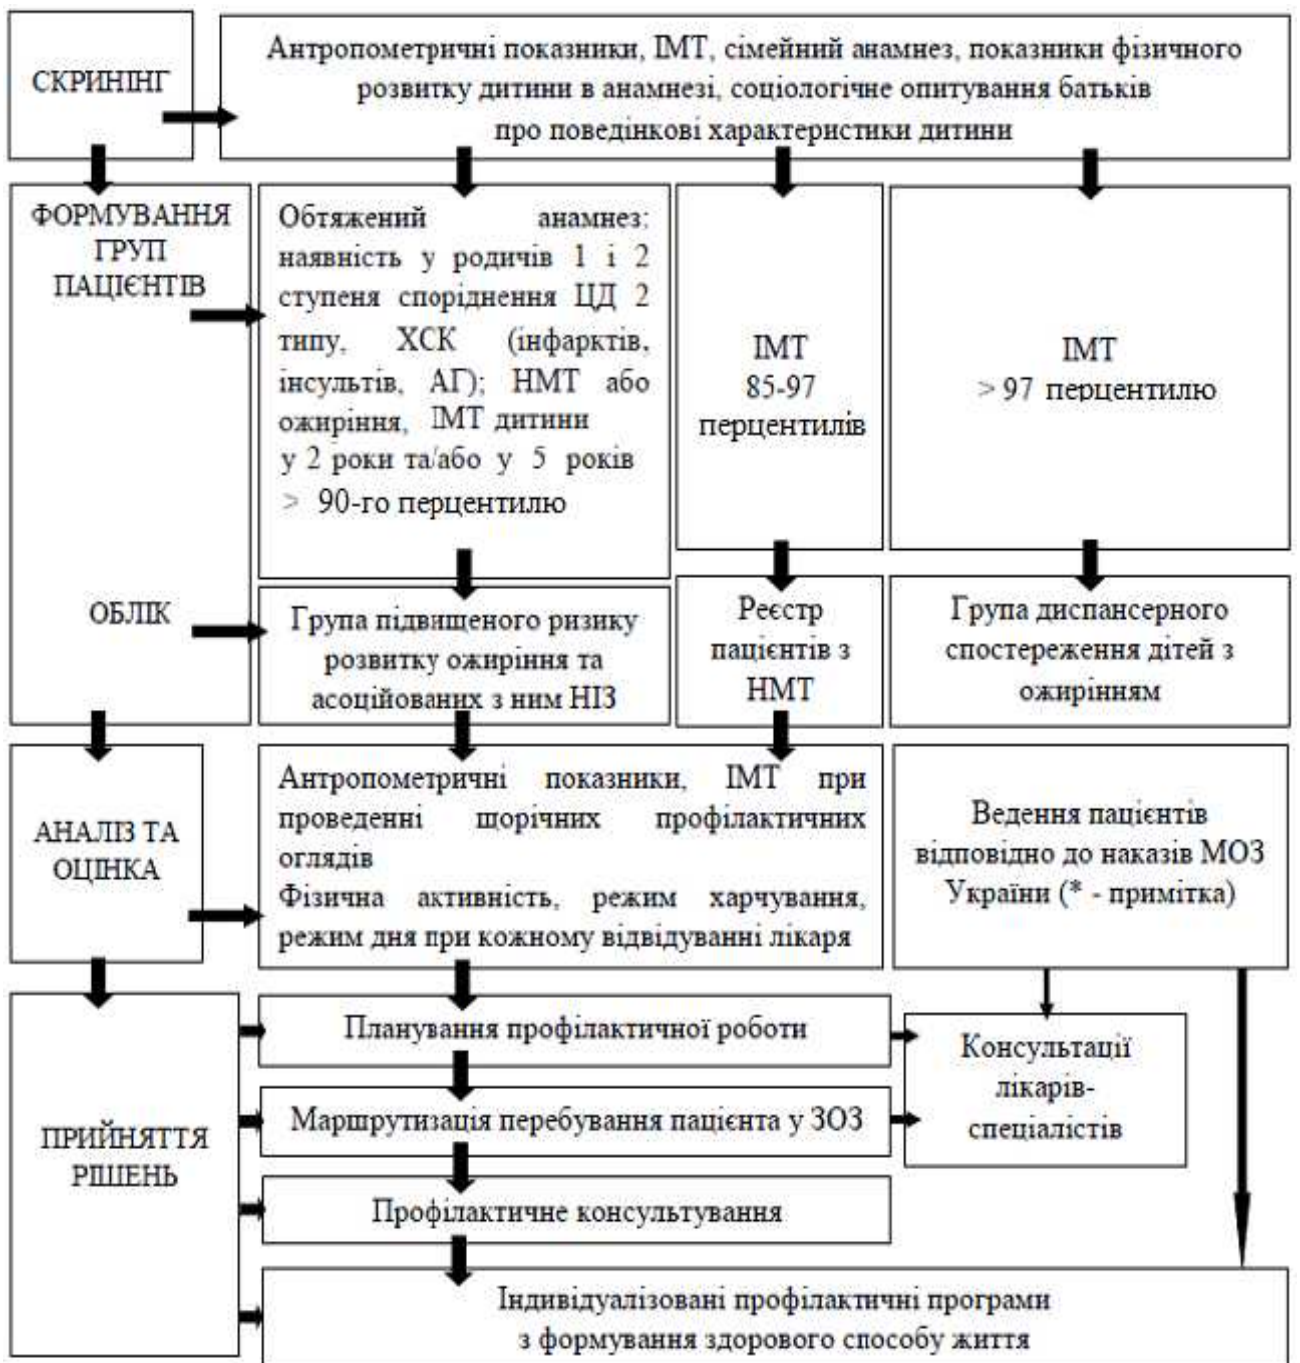 СКРИНІНГ
Антропометричні показники, ІМТ, сімейний анамнез, показники фізичного
розвитку дитини в анамнезі, соціологічне опитування батьків
про поведінкові характеристики дитини
ФОРМУВАННЯ
ГРУП
ПАЦІЄНТІВ
Обтяжений анамнез:
наявність у родичів 1 і 2
ступеня споріднення ЦД 2
типу, ХСК (інфарктів,
інсультів, АГ); НМТ або
ожиріння, ІМТ дитини
у 2 роки та/або у 5 років
> 90-го перцентилю
ІМТ
85-97
перцентилів
ІМТ
> 97 перцентилю
ОБЛІК
Група підвищеного ризику
розвитку ожиріння та
асоційованих з ним НІЗ
Реєстр
пацієнтів з
НМТ
Група диспансерного
спостереження дітей з
ожирінням
АНАЛІЗ ТА
ОЦІНКА
Антропометричні показники, ІМТ при
проведенні щорічних профілактичних
оглядів
Фізична активність, режим харчування,
режим дня при кожному відвідуванні лікаря
Ведення пацієнтів
відповідно до наказів МОЗ
України (* - примітка)
ПРИЙНЯТТЯ
РІШЕНЬ
Планування профілактичної роботи
Маршрутизація перебування пацієнта у ЗОЗ
Профілактичне консультування
Консультації
лікарів-
спеціалістів
Індивідуалізовані профілактичні програми
з формування здорового способу життя